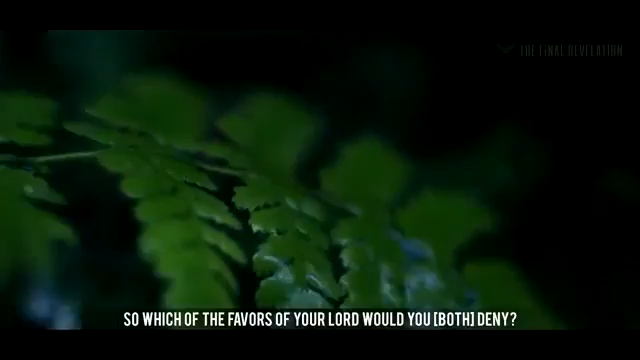 THE FINAL REVELATION
SO WHICH OF THE FAVORS OF YOUR LORD WOULD YOU [BOTH] DENY?